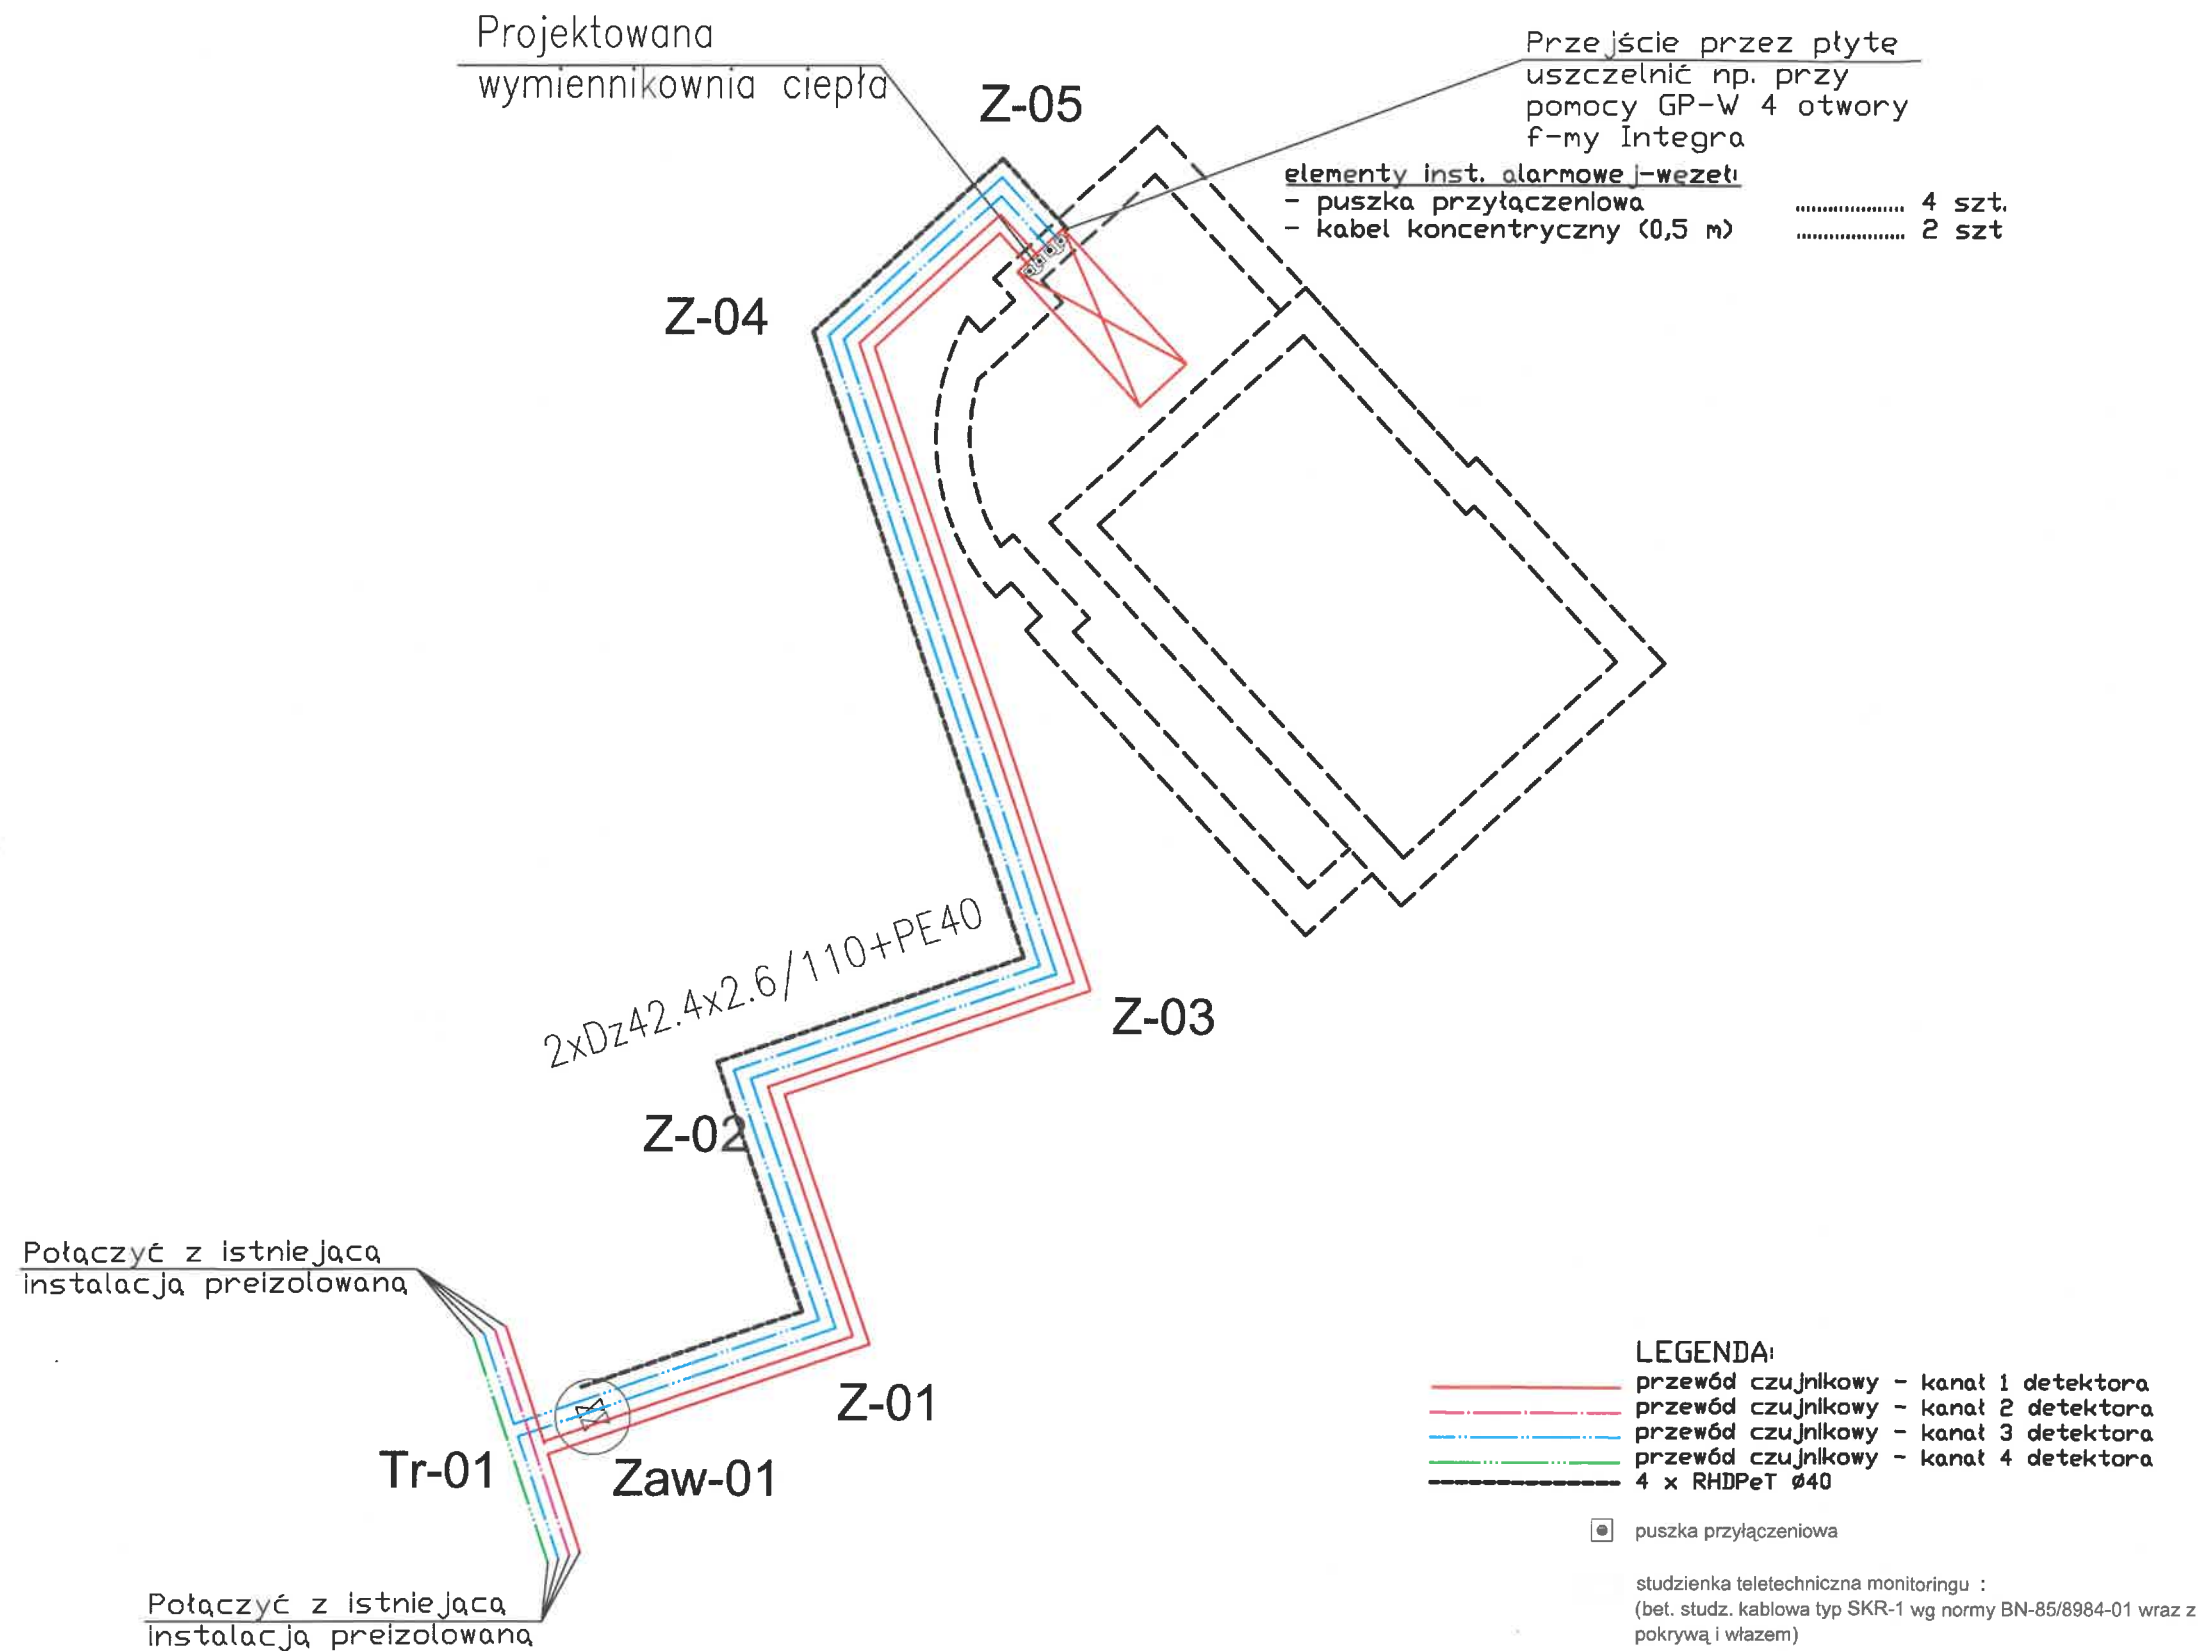 Projektowana
wymiennikownia ciepła
Przejście przez płytę
uszczelnić np. przy
pomocy GP-W 4 otwory
f-my Integra
Z-05
elementy inst. alarmowej-węzeł:
- puszka przyłączeniowa .................... 4 szt.
- kabel koncentryczny (0,5 m) .................... 2 szt
Z-04
2xDz42.4x2.6/110+PE40
Z-03
Z-02
Połączyć z istniejącą
instalacją preizolowaną
Z-01
Tr-01
Zaw-01
Połączyć z istniejącą
instalacją preizolowaną
LEGENDA:
przewód czujnikowy - kanał 1 detektora
przewód czujnikowy - kanał 2 detektora
przewód czujnikowy - kanał 3 detektora
przewód czujnikowy - kanał 4 detektora
4 x RHDPeT Ø40
puszka przyłączeniowa
studzienka teletechniczna monitoringu :
(bet. studz. kablowa typ SKR-1 wg normy BN-85/8984-01 wraz z
pokrywą i włazem)